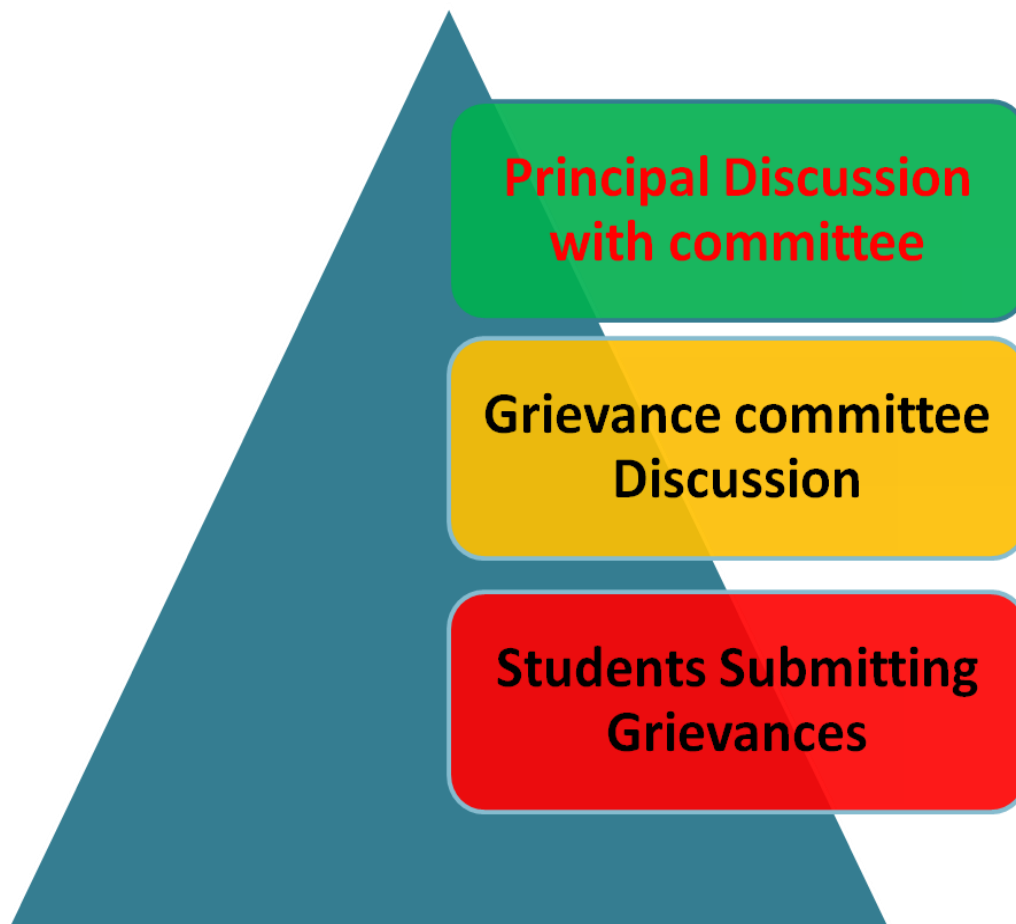 Principal Discussion
with committee
Grievance committee
Discussion
Students Submitting
Grievances